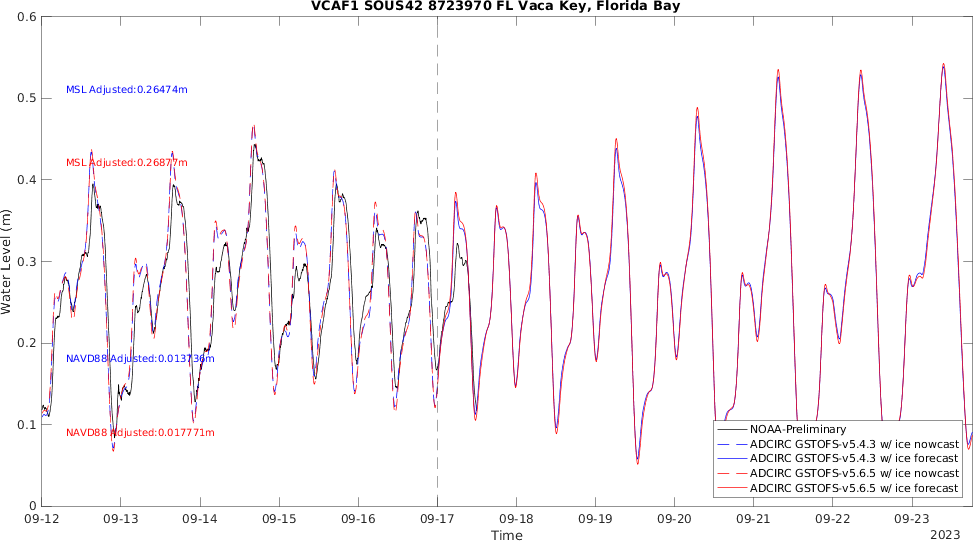 VCAF1 SOUS42 8723970 FL Vaca Key, Florida Bay
0.6
0.5
0.4
0.3
0.2
0.1
0
Water Level (m)
MSL Adjusted:0.26474m
MSL Adjusted:0.26877m
NAVD88 Adjusted:0.013736m
NAVD88 Adjusted:0.017771m
NOAA-Preliminary
ADCIRC GSTOFS-v5.4.3 w/ ice nowcast
ADCIRC GSTOFS-v5.4.3 w/ ice forecast
ADCIRC GSTOFS-v5.6.5 w/ ice nowcast
ADCIRC GSTOFS-v5.6.5 w/ ice forecast
09-12 09-13 09-14 09-15 09-16 09-17 09-18 09-19 09-20 09-21 09-22 09-23
Time
2023